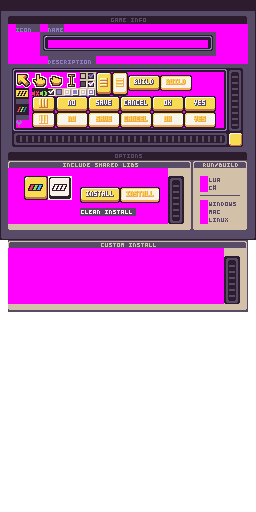 GAME INFO
ICON NAME
DESCRIPTION
BUILD BUILD
NO SAVE CANCEL OK YES
NO SAVE CANCEL OK YES
OPTIONS
INCLUDE SHARED LIBS RUN/BUILD
INSTALL INSTALL
CLEAN INSTALL
LUA
WINDOWS
MAC
LINUX
CUSTOM INSTALL